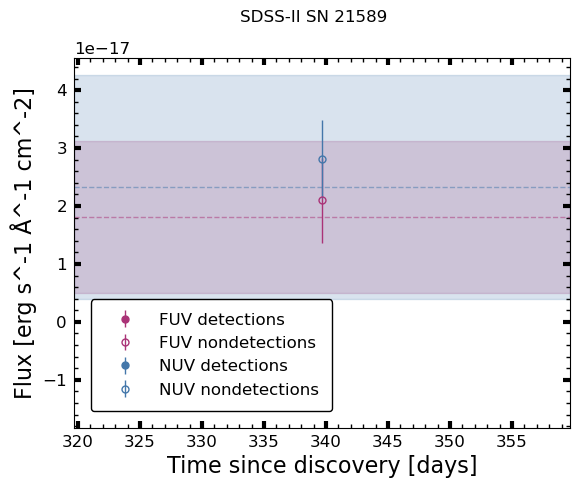 SDSS-II SN 21589
1e−17
4
3
2
1
0
−1
Flux [erg s^-1 Å^-1 cm^-2]
FUV detections
FUV nondetections
NUV detections
NUV nondetections
320 325 330 335 340 345 350 355
Time since discovery [days]